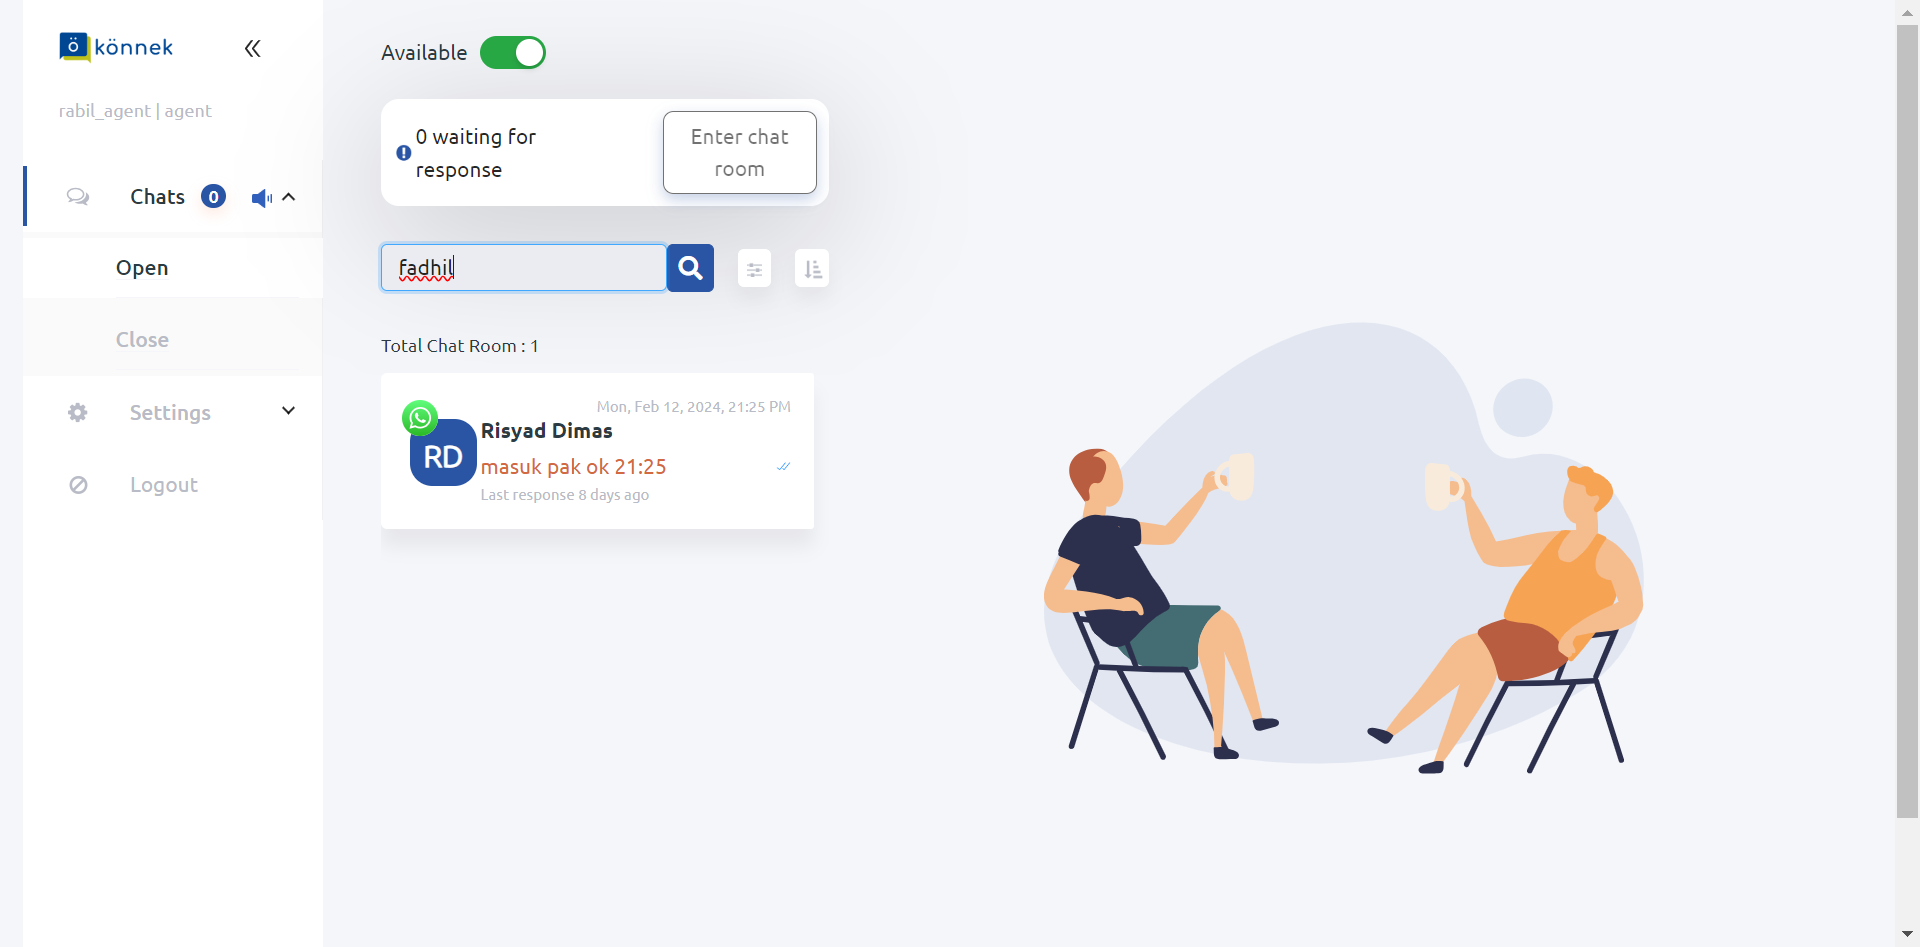 ö könnek
rabil_agent | agent
Chats 0
Open
Close
Settings
Logout
Available
0 waiting for
response
Enter chat
room
fadhil
Total Chat Room : 1
Mon, Feb 12, 2024, 21:25 PM
RD
Risyad Dimas
masuk pak ok 21:25
Last response 8 days ago